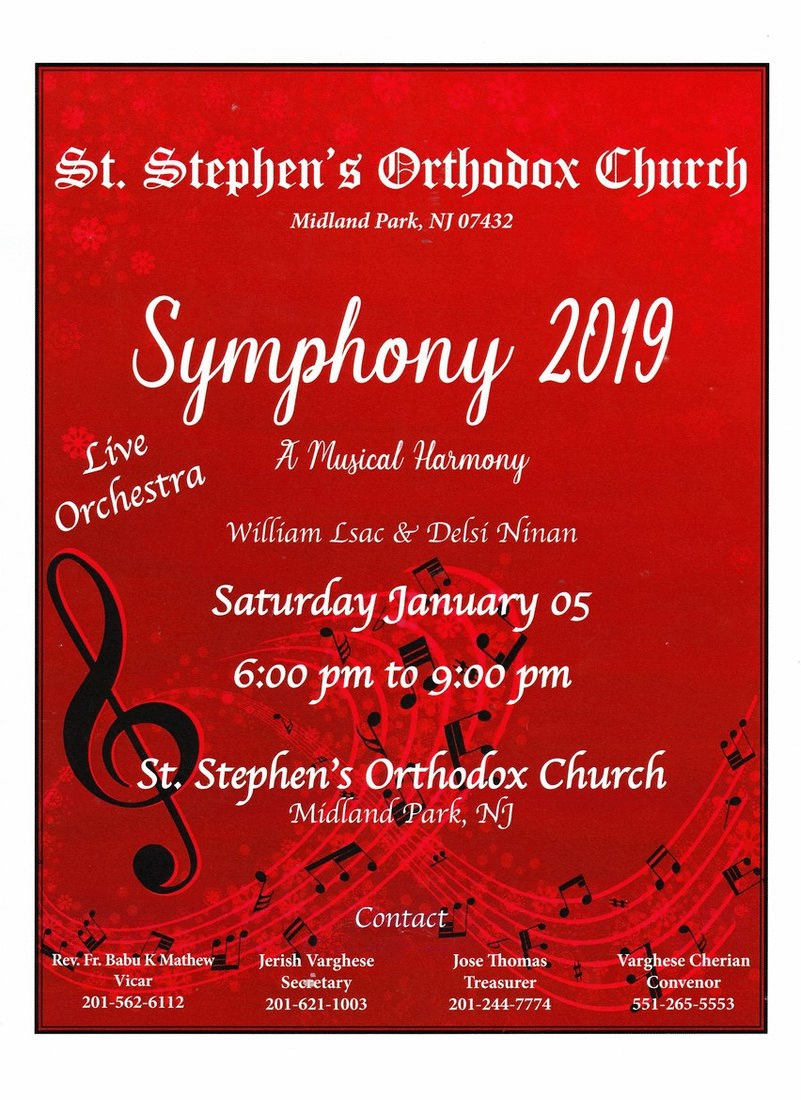 St. Stephen's Orthodox Church
Midland Park, NJ 07432
Symphony 2019
Live
Orchestra
A Musical Harmony
William Lsac & Delsi Ninan
Saturday January 05
6:00 pm to 9:00 pm
St. Stephen's Orthodox Church
Midland Park, NJ
Contact
Rev. Fr. Babu K Mathew
Vicar
201-562-6112
Jerish Varghese
Secretary
201-621-1003
Jose Thomas
Treasurer
201-244-7774
Varghese Cherian
Convenor
551-265-5553